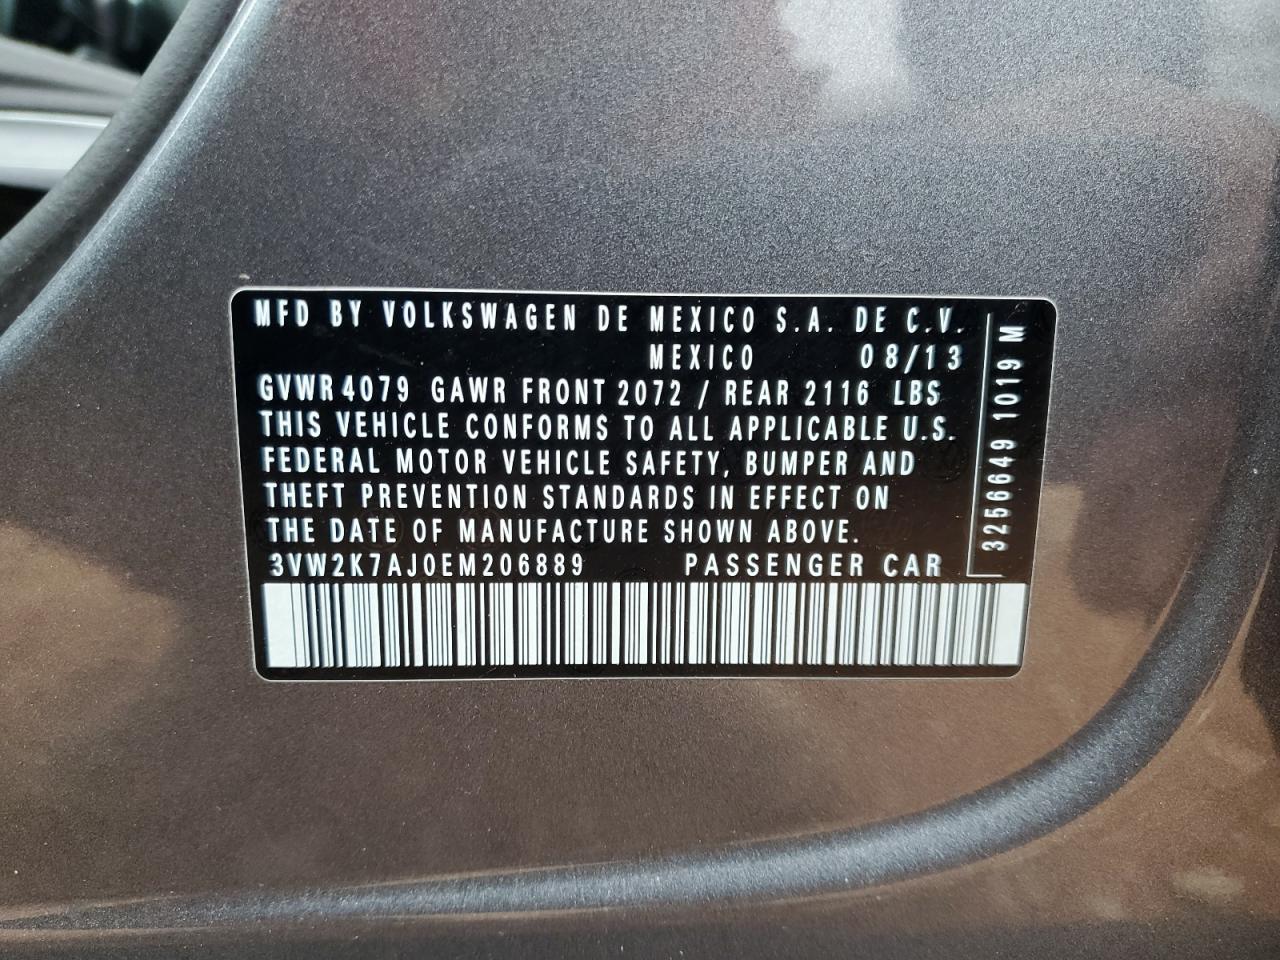 MFD BY VOLKSWAGEN DE MEXICO S.A. DE C.V.
MEXICO 08/13
GVWR 4079 GAWR FRONT 2072 / REAR 2116 LBS
THIS VEHICLE CONFORMS TO ALL APPLICABLE U.S.
FEDERAL MOTOR VEHICLE SAFETY, BUMPER AND
THEFT PREVENTION STANDARDS IN EFFECT ON
THE DATE OF MANUFACTURE SHOWN ABOVE.
3VW2K7AJ0EM206889 PASSENGER CAR
3256649 1019 M